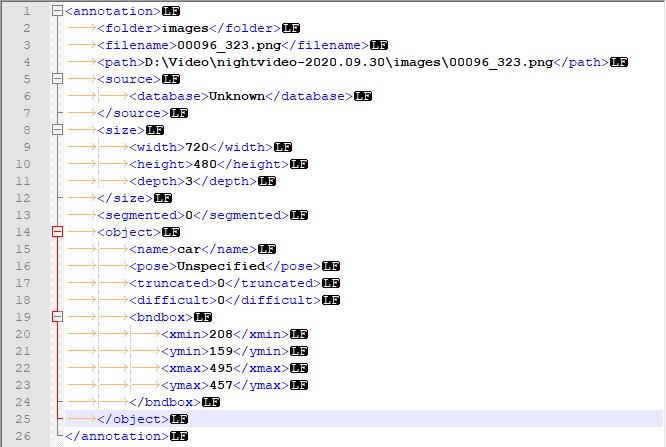 1 <annotation>LF
2 <folder>images</folder>LF
3 <filename>00096_323.png</filename>LF
4 <path>D:\Video\nightvideo-2020.09.30\images\00096_323.png</path>LF
5 <source>LF
6 <database>Unknown</database>LF
7 </source>LF
8 <size>LF
9 <width>720</width>LF
10 <height>480</height>LF
11 <depth>3</depth>LF
12 </size>LF
13 <segmented>0</segmented>LF
14 <object>LF
15 <name>car</name>LF
16 <pose>Unspecified</pose>LF
17 <truncated>0</truncated>LF
18 <difficult>0</difficult>LF
19 <bndbox>LF
20 <xmin>208</xmin>LF
21 <ymin>159</ymin>LF
22 <xmax>495</xmax>LF
23 <ymax>457</ymax>LF
24 </bndbox>LF
25 </object>LF
26 </annotation>LF